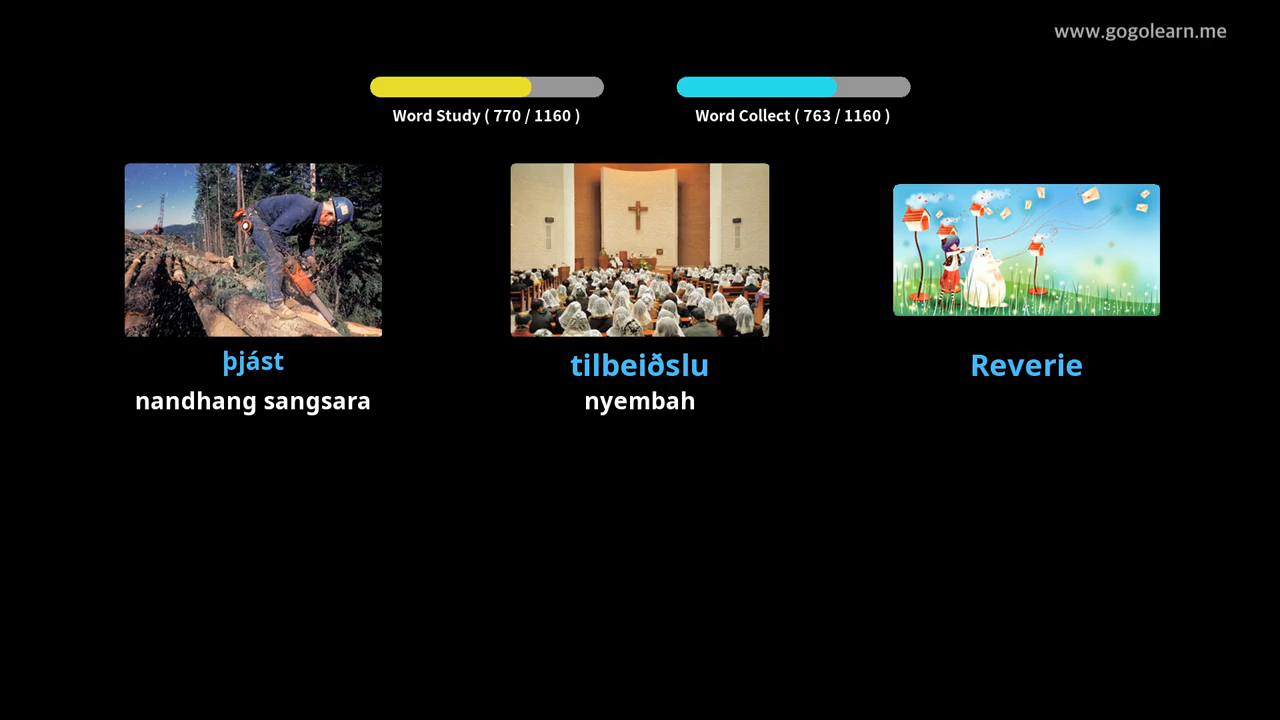 www.gogolearn.me
Word Study ( 770 / 1160 )
Word Collect ( 763 / 1160 )
þjást
tilbeiðslu
Reverie
nandhang sangsara
nyembah